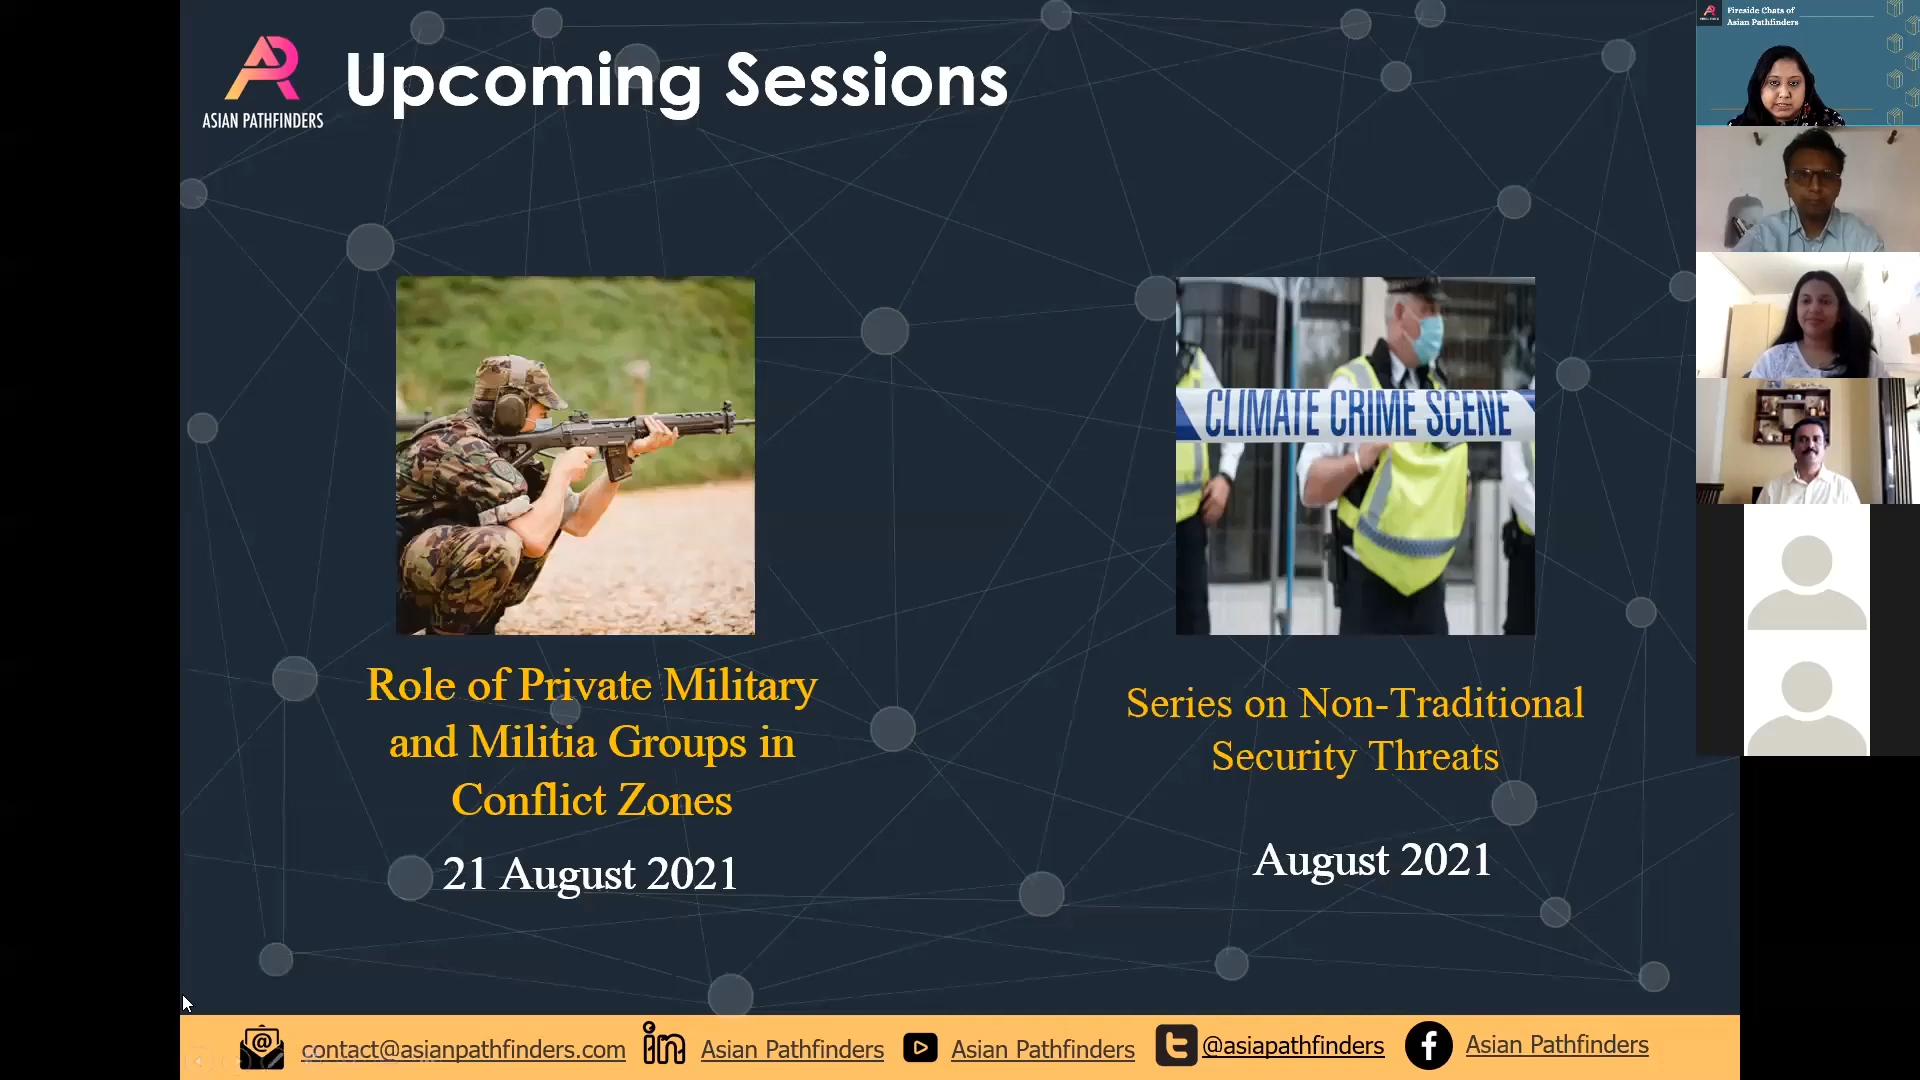 ASIAN PATHFINDERS
Upcoming Sessions
Fireside Chats of
Asian Pathfinders
CLIMATE CRIME SCENE
Role of Private Military
and Militia Groups in
Conflict Zones
21 August 2021
Series on Non-Traditional
Security Threats
August 2021
contact@asianpathfinders.com
Asian Pathfinders
Asian Pathfinders
@asiapathfinders
Asian Pathfinders